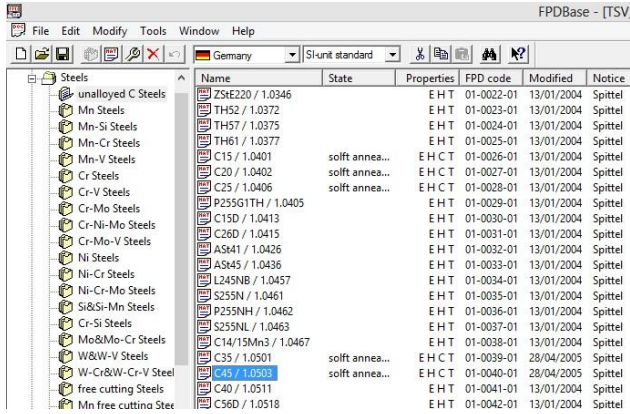 FPDBase - [TSV
File Edit Modify Tools Window Help
Germany SI-unit standard
Steels
unalloyed C Steels
Mn Steels
Mn-Si Steels
Mn-Cr Steels
Mn-V Steels
Cr Steels
Cr-V Steels
Cr-Mo Steels
Cr-Ni-Mo Steels
Cr-Mo-V Steels
Ni Steels
Ni-Cr Steels
Ni-Cr-Mo Steels
Si&Si-Mn Steels
Cr-Si Steels
Mo&Mo-Cr Steels
W&W-V Steels
W-Cr&W-Cr-V Steel
free cutting Steels
Mn free cutting Stee
Name State Properties FPD code Modified Notice
ZStE220 / 1.0346 E H T 01-0022-01 13/01/2004 Spittel
TH52 / 1.0372 E H T 01-0023-01 13/01/2004 Spittel
TH57 / 1.0375 E H T 01-0024-01 13/01/2004 Spittel
TH61 / 1.0377 E H T 01-0025-01 13/01/2004 Spittel
C15 / 1.0401 solft annea... E H C T 01-0026-01 13/01/2004 Spittel
C20 / 1.0402 solft annea... E H C T 01-0027-01 13/01/2004 Spittel
C25 / 1.0406 solft annea... E H C T 01-0028-01 13/01/2004 Spittel
P255G1TH / 1.0405 E H T 01-0029-01 13/01/2004 Spittel
C15D / 1.0413 E H T 01-0030-01 13/01/2004 Spittel
C26D / 1.0415 E H T 01-0031-01 13/01/2004 Spittel
ASt41 / 1.0426 E H T 01-0032-01 13/01/2004 Spittel
ASt45 / 1.0436 E H T 01-0033-01 13/01/2004 Spittel
L245NB / 1.0457 E H T 01-0034-01 13/01/2004 Spittel
S255N / 1.0461 E H T 01-0035-01 13/01/2004 Spittel
P255NH / 1.0462 E H T 01-0036-01 13/01/2004 Spittel
S255NL / 1.0463 E H T 01-0037-01 13/01/2004 Spittel
C14/15Mn3 / 1.0467 E H T 01-0038-01 13/01/2004 Spittel
C35 / 1.0501 solft annea... E H C T 01-0039-01 28/04/2005 Spittel
C45 / 1.0503 solft annea... E H C T 01-0040-01 28/04/2005 Spittel
C40 / 1.0511 E H T 01-0041-01 13/01/2004 Spittel
C56D / 1.0518 E H T 01-0042-01 13/01/2004 Spittel